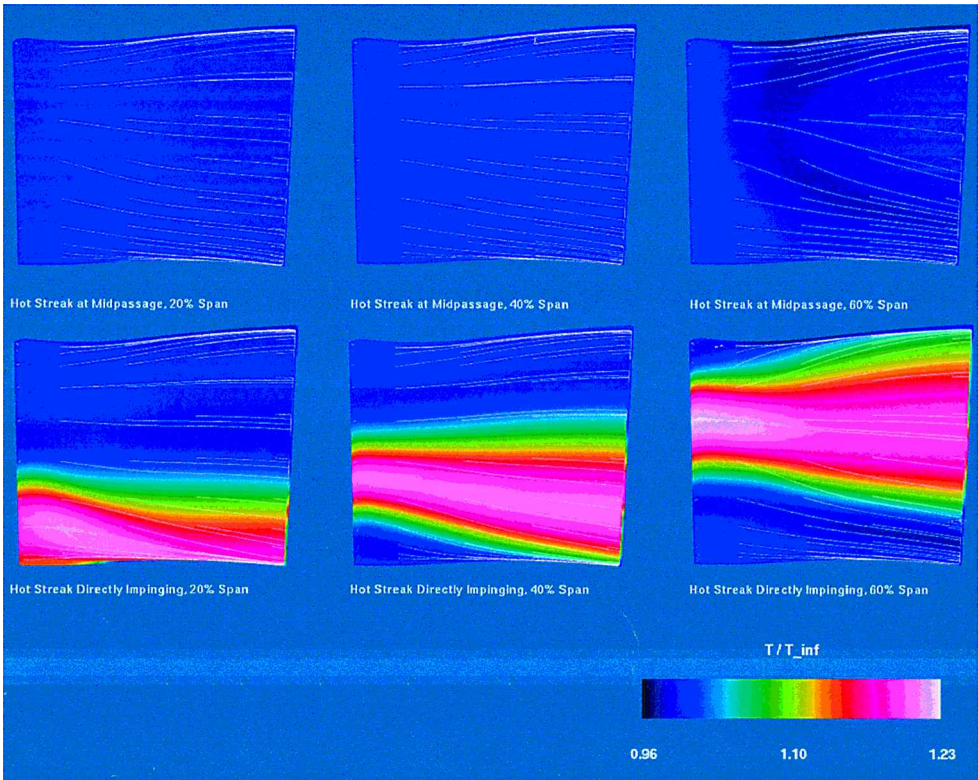 Hot Streak at Midpassage, 20% Span
Hot Streak at Midpassage, 40% Span
Hot Streak at Midpassage, 60% Span
Hot Streak Directly Impinging, 20% Span
Hot Streak Directly Impinging, 40% Span
Hot Streak Directly Impinging, 60% Span
T / T_inf
0.96 1.10 1.23